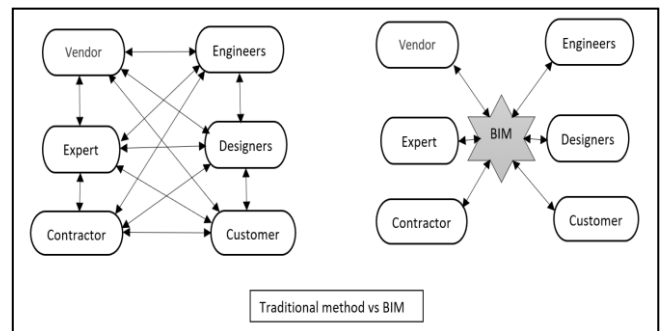 Vendor
Engineers
Expert
Designers
Contractor
Customer
Vendor
Engineers
Expert
BIM
Designers
Contractor
Customer
Traditional method vs BIM